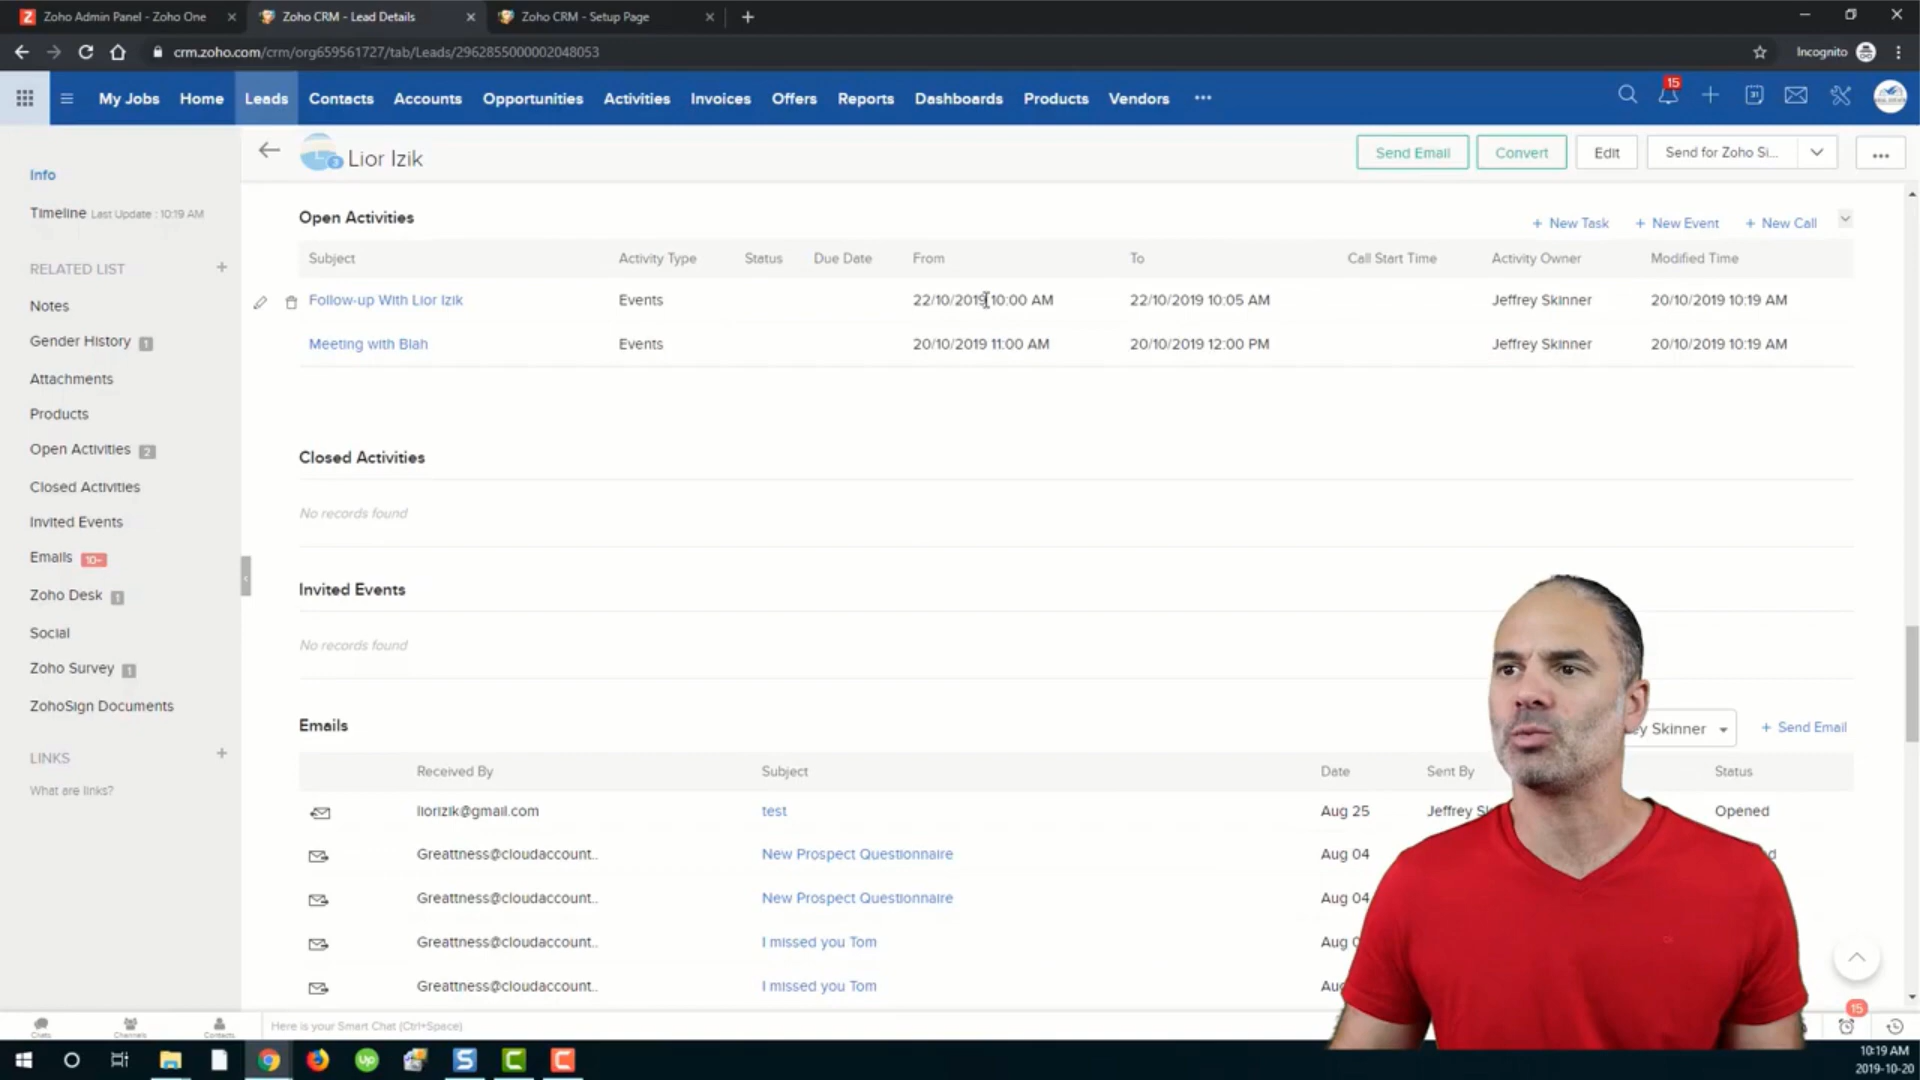 Zoho Admin Panel - Zoho One
Zoho CRM - Lead Details
Zoho CRM - Setup Page
crm.zoho.com/crm/org659561727/tab/Leads/2962855000002048053
Incognito
My Jobs Home Leads Contacts Accounts Opportunities Activities Invoices Offers Reports Dashboards Products Vendors
15
31
Lior Izik
3
Send Email
Convert
Edit
Send for Zoho Si...
Info
Timeline Last Update : 10:19 AM
RELATED LIST
Notes
Gender History 1
Attachments
Products
Open Activities 2
Closed Activities
Invited Events
Emails 10+
Zoho Desk 1
Social
Zoho Survey 1
ZohoSign Documents
LINKS
What are links?
Open Activities
+ New Task + New Event + New Call
Subject Activity Type Status Due Date From To Call Start Time Activity Owner Modified Time
Follow-up With Lior Izik Events 22/10/2019 10:00 AM 22/10/2019 10:05 AM Jeffrey Skinner 20/10/2019 10:19 AM
Meeting with Blah Events 20/10/2019 11:00 AM 20/10/2019 12:00 PM Jeffrey Skinner 20/10/2019 10:19 AM
Closed Activities
No records found
Invited Events
No records found
Emails
Skinner
+ Send Email
Received By Subject Date Sent By Status
liorizik@gmail.com test Aug 25 Jeffrey Opened
Greattness@cloudaccount.. New Prospect Questionnaire Aug 04
Greattness@cloudaccount.. New Prospect Questionnaire Aug 04
Greattness@cloudaccount.. I missed you Tom Aug
Greattness@cloudaccount.. I missed you Tom
15
Chats Channels Contacts
Here is your Smart Chat (Ctrl+Space)
Up
S
C
C
10:19 AM
2019-10-20